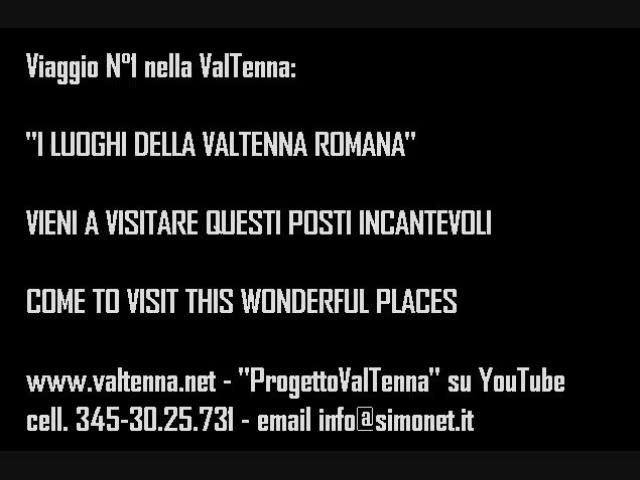 Viaggio N°1 nella ValTenna:
"I LUOGHI DELLA VALTENNA ROMANA"
VIENI A VISITARE QUESTI POSTI INCANTEVOLI
COME TO VISIT THIS WONDERFUL PLACES
www.valtenna.net - "ProgettoValTenna" su YouTube
cell. 345-30.25.731 - email info@simonet.it